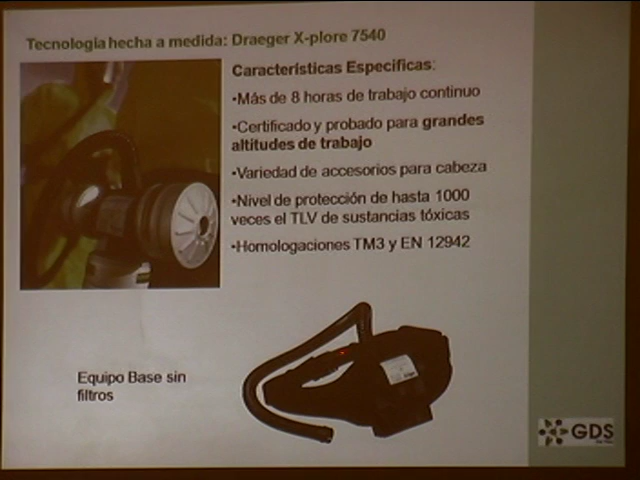 Tecnología hecha a medida: Draeger X-plore 7540
Características Especificas:
•Más de 8 horas de trabajo continuo
•Certificado y probado para grandes
altitudes de trabajo
•Variedad de accesorios para cabeza
•Nivel de protección de hasta 1000
veces el TLV de sustancias tóxicas
•Homologaciones TM3 y EN 12942
Equipo Base sin
filtros
GDS